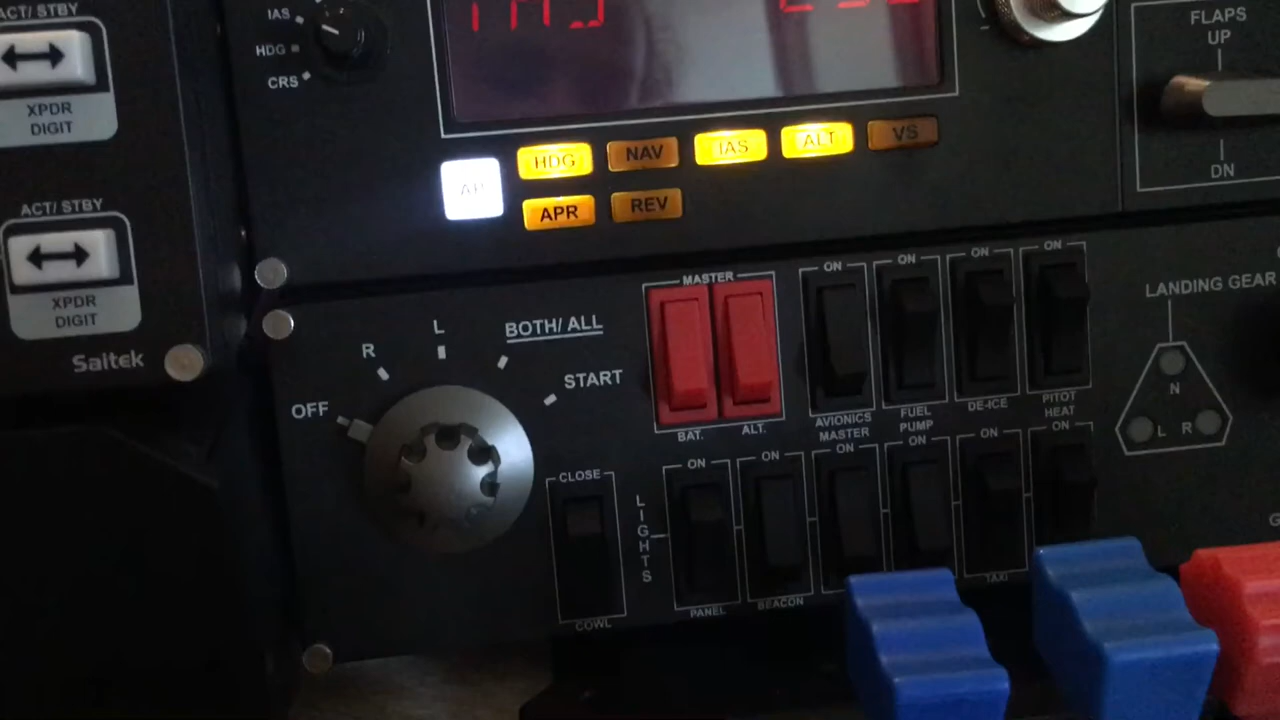 ACT/ STBY
XPDR
DIGIT
ACT/ STBY
XPDR
DIGIT
Saitek
IAS
HDG
CRS
AP
HDG
NAV
IAS
ALT
VS
APR
REV
FLAPS
UP
DN
OFF
R
L
BOTH/ ALL
START
MASTER
BAT.
ALT.
ON
ON
ON
ON
AVIONICS
MASTER
FUEL
PUMP
DE-ICE
PITOT
HEAT
LANDING GEAR
N
L
R
CLOSE
COWL
LIGHTS
ON
ON
ON
ON
ON
ON
PANEL
BEACON
TAXI